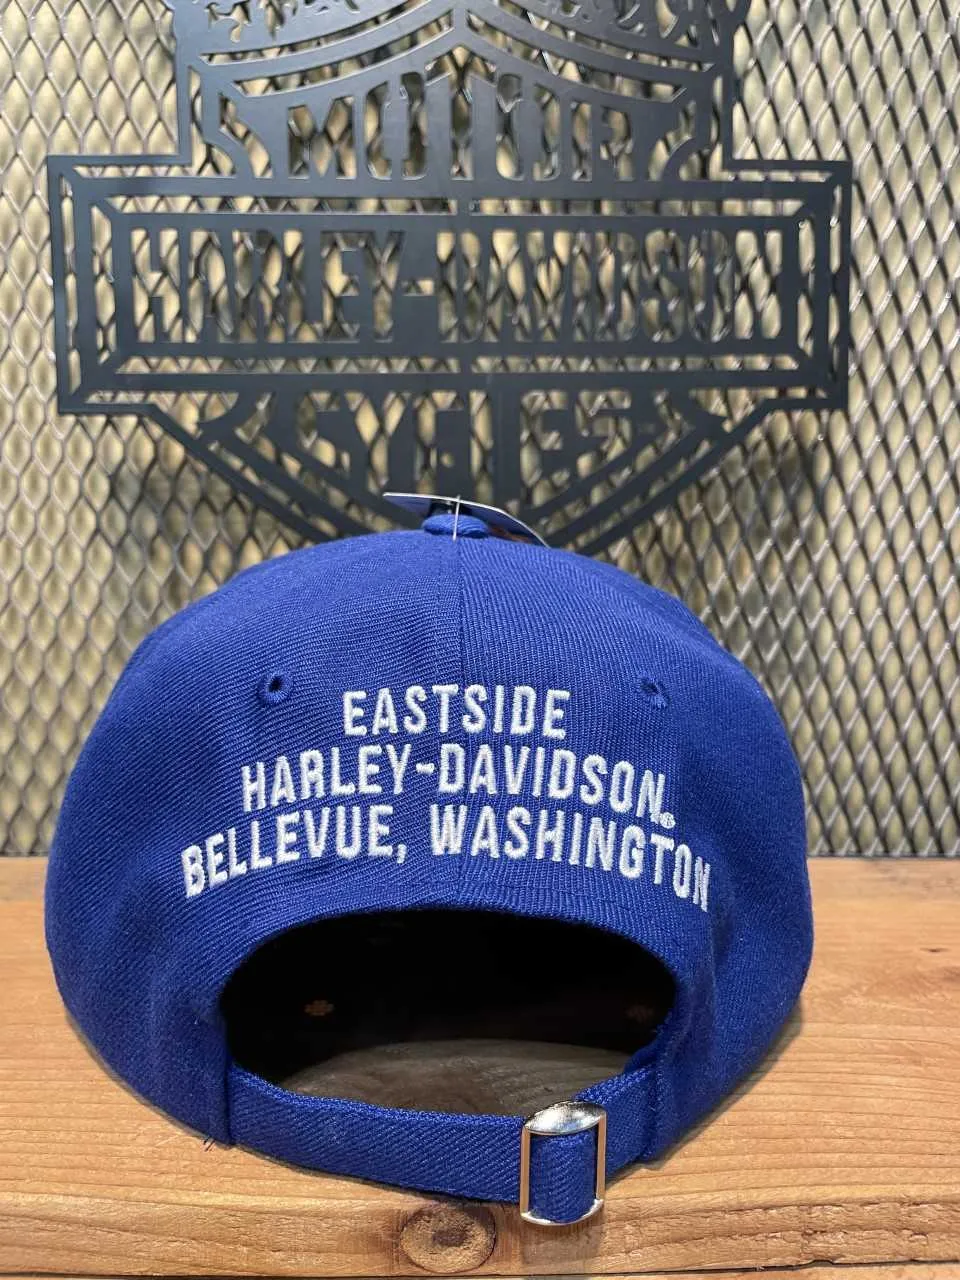 MOTOR
HARLEY-DAVIDSON
CYCLES
EASTSIDE
HARLEY-DAVIDSON®
BELLEVUE, WASHINGTON